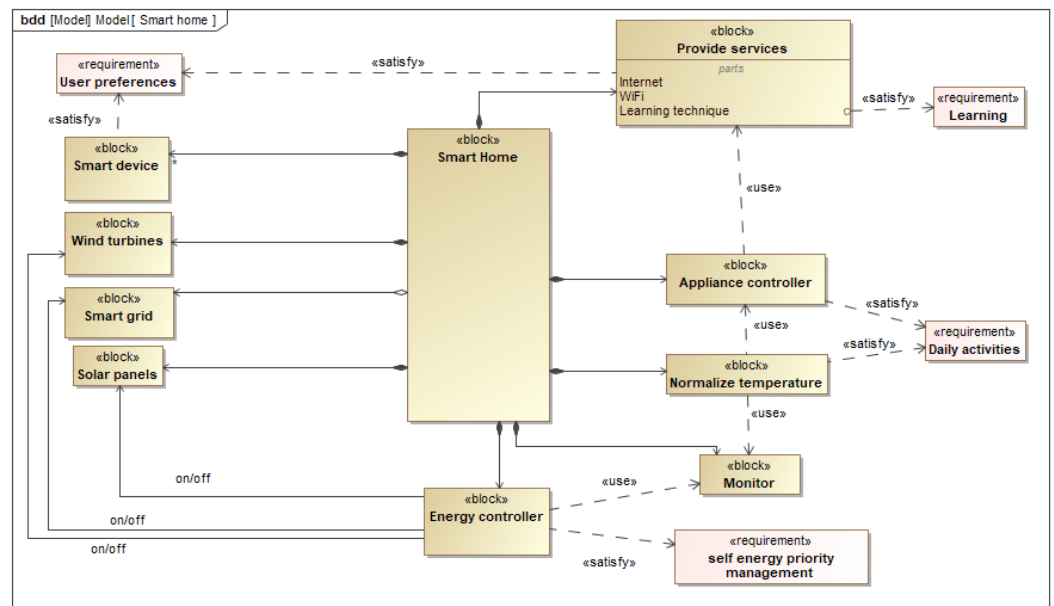 bdd [Model] Model [ Smart home ]
«block»
Provide services
parts
Internet
WiFi
Learning technique
«requirement»
User preferences
«satisfy»
«satisfy»
«requirement»
Learning
«satisfy»
«block»
Smart device
*
«block»
Smart Home
«use»
«block»
Wind turbines
«block»
Appliance controller
«block»
Smart grid
«satisfy»
«use»
«requirement»
Daily activities
«satisfy»
«block»
Solar panels
«block»
Normalize temperature
«use»
«block»
Monitor
on/off
«use»
«block»
Energy controller
on/off
on/off
«requirement»
self energy priority
management
«satisfy»